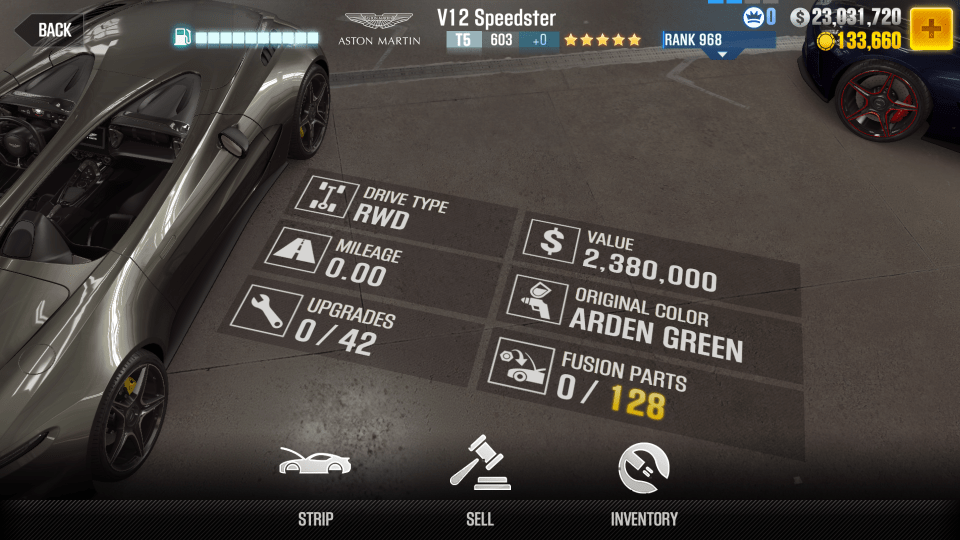 BACK
ASTON MARTIN
V12 Speedster
T5 603 +0
RANK 968
0
23,031,720
133,660
DRIVE TYPE
RWD
MILEAGE
0.00
UPGRADES
0/42
VALUE
2,380,000
ORIGINAL COLOR
ARDEN GREEN
FUSION PARTS
0/ 128
STRIP
SELL
INVENTORY